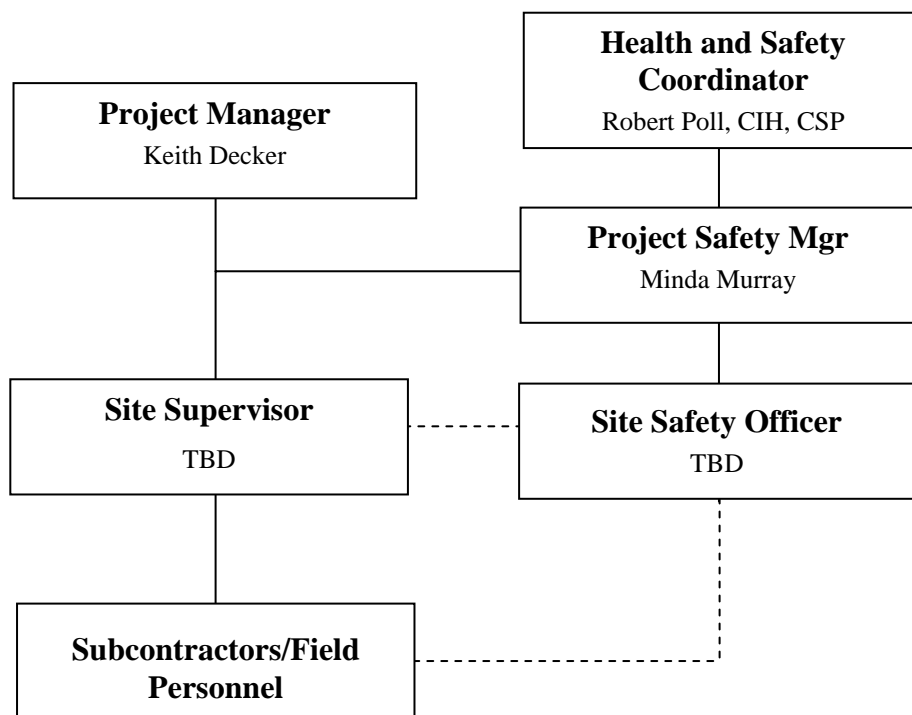 Health and Safety
Coordinator
Robert Poll, CIH, CSP
Project Manager
Keith Decker
Project Safety Mgr
Minda Murray
Site Supervisor
TBD
Site Safety Officer
TBD
Subcontractors/Field
Personnel